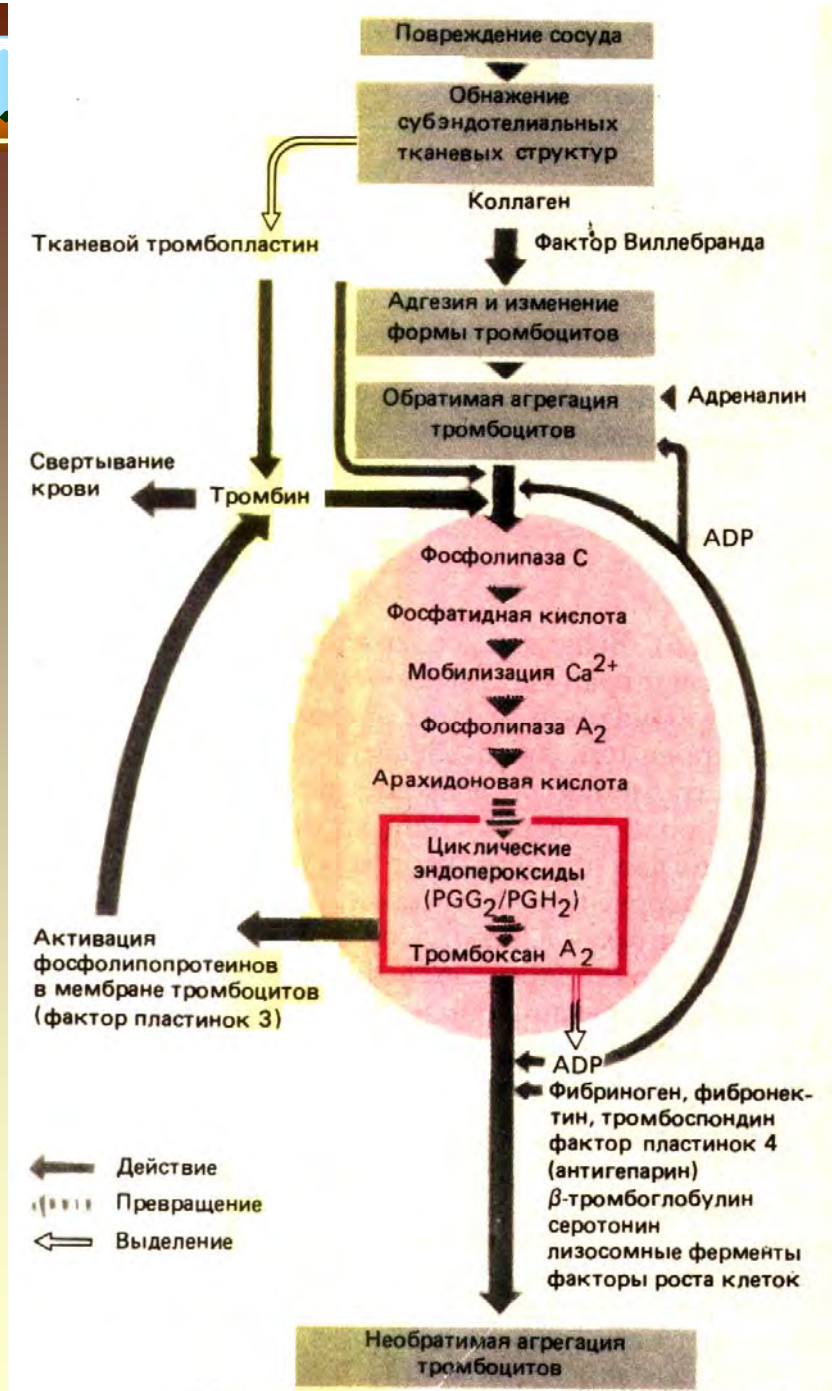 Повреждение сосуда
Обнажение
субэндотелиальных
тканевых структур
Коллаген
Тканевой тромбопластин
Фактор Виллебранда
Адгезия и изменение
формы тромбоцитов
Обратимая агрегация
тромбоцитов
Адреналин
Свертывание
крови
Тромбин
ADP
Фосфолипаза С
Фосфатидная кислота
Мобилизация Ca2+
Фосфолипаза А2
Арахидоновая кислота
Циклические
эндопероксиды
(PGG2/PGH2)
Тромбоксан А2
Активация
фосфолипопротеинов
в мембране тромбоцитов
(фактор пластинок 3)
ADP
Фибриноген, фибронек-
тин, тромбоспондин
фактор пластинок 4
(антигепарин)
β-тромбоглобулин
серотонин
лизосомные ферменты
факторы роста клеток
Действие
Превращение
Выделение
Необратимая агрегация
тромбоцитов